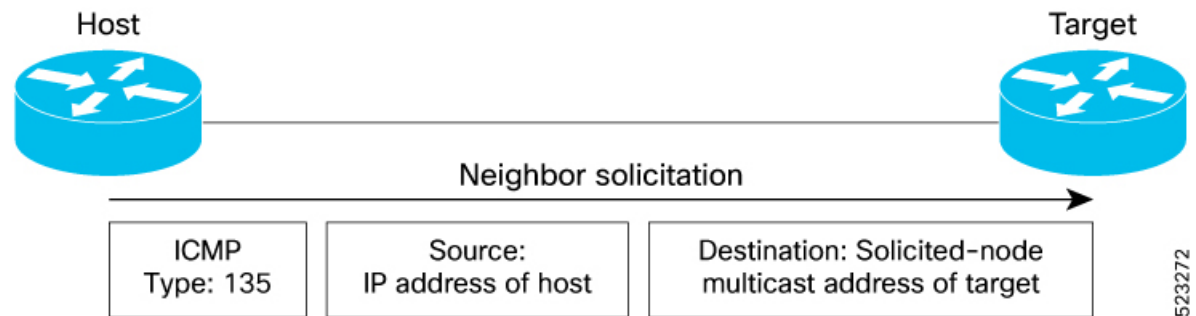 Host
Target
Neighbor solicitation
ICMP
Type: 135
Source:
IP address of host
Destination: Solicited-node
multicast address of target
523272